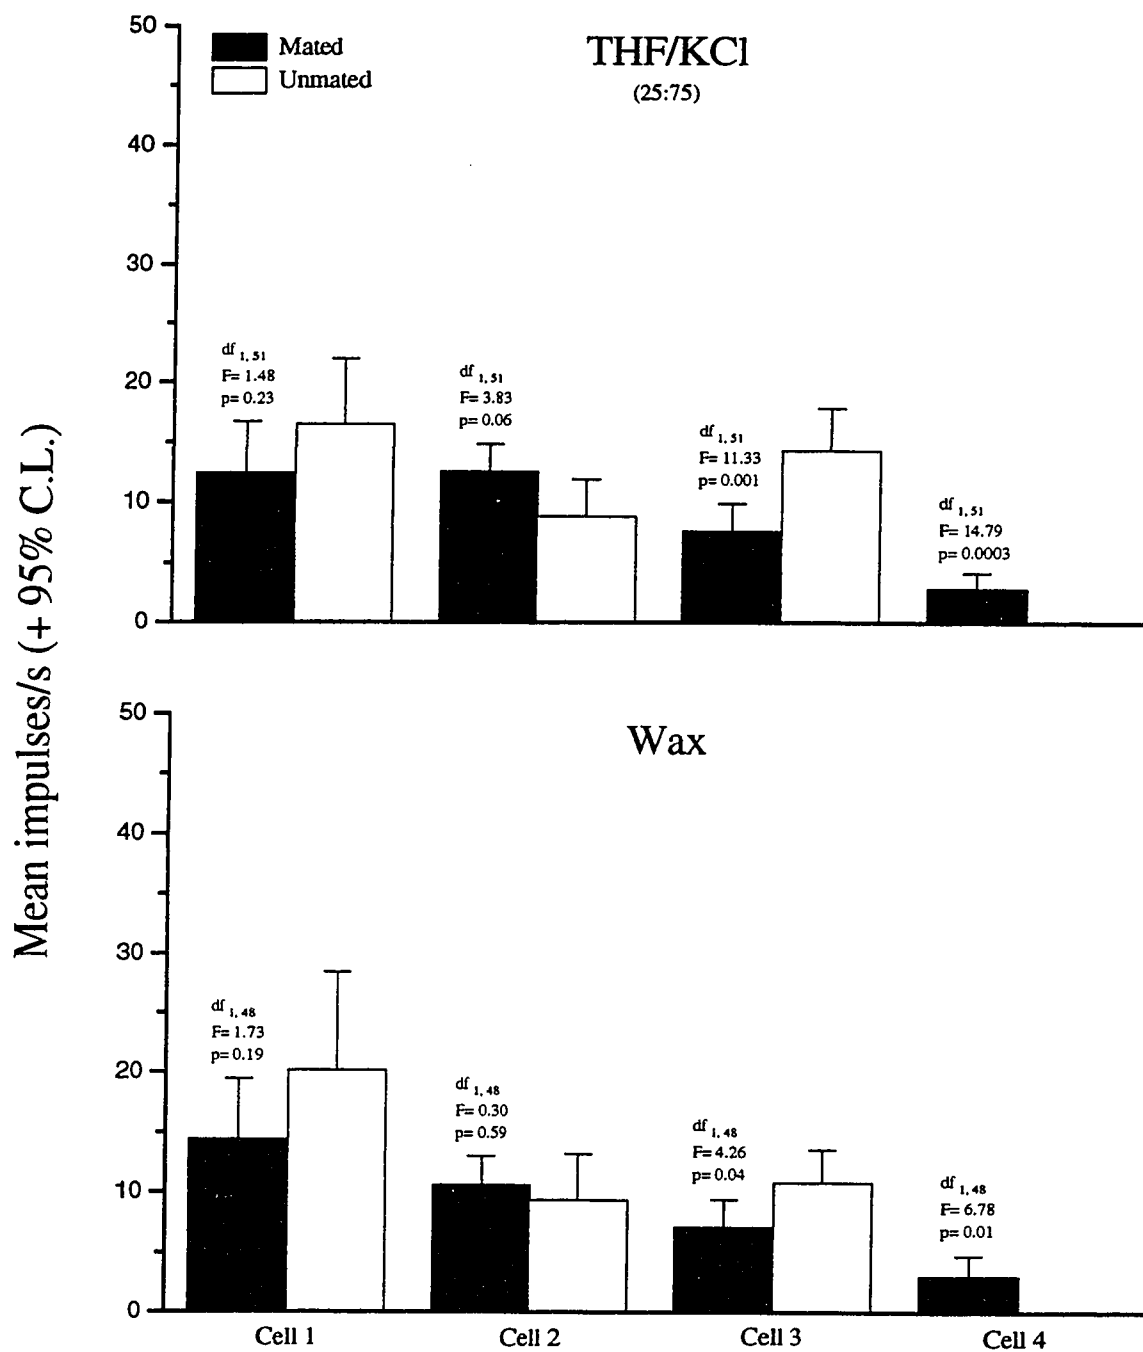 Mean impulses/s (+ 95% C.L.)
THF/KCl
(25:75)
Mated
Unmated
50
40
30
20
10
0
df 1, 51
F= 1.48
p= 0.23
df 1, 51
F= 3.83
p= 0.06
df 1, 51
F= 11.33
p= 0.001
df 1, 51
F= 14.79
p= 0.0003
Wax
50
40
30
20
10
0
df 1, 48
F= 1.73
p= 0.19
df 1, 48
F= 0.30
p= 0.59
df 1, 48
F= 4.26
p= 0.04
df 1, 48
F= 6.78
p= 0.01
Cell 1 Cell 2 Cell 3 Cell 4